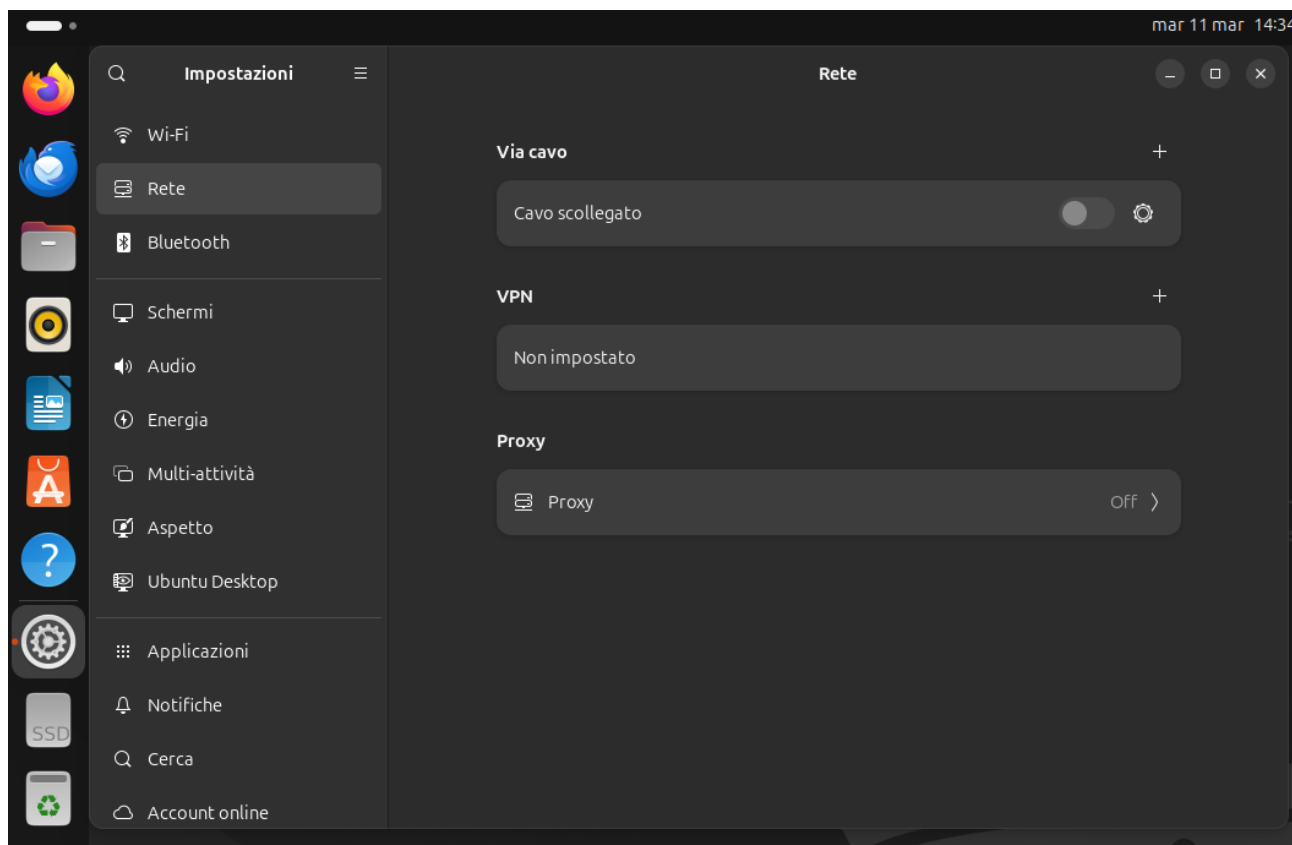 mar 11 mar 14:34
Impostazioni
Rete
Wi-Fi
Rete
Bluetooth
Schermi
Audio
Energia
Multi-attività
Aspetto
Ubuntu Desktop
Applicazioni
Notifiche
Cerca
Account online
Via cavo
Cavo scollegato
VPN
Non impostato
Proxy
Proxy
Off
SSD